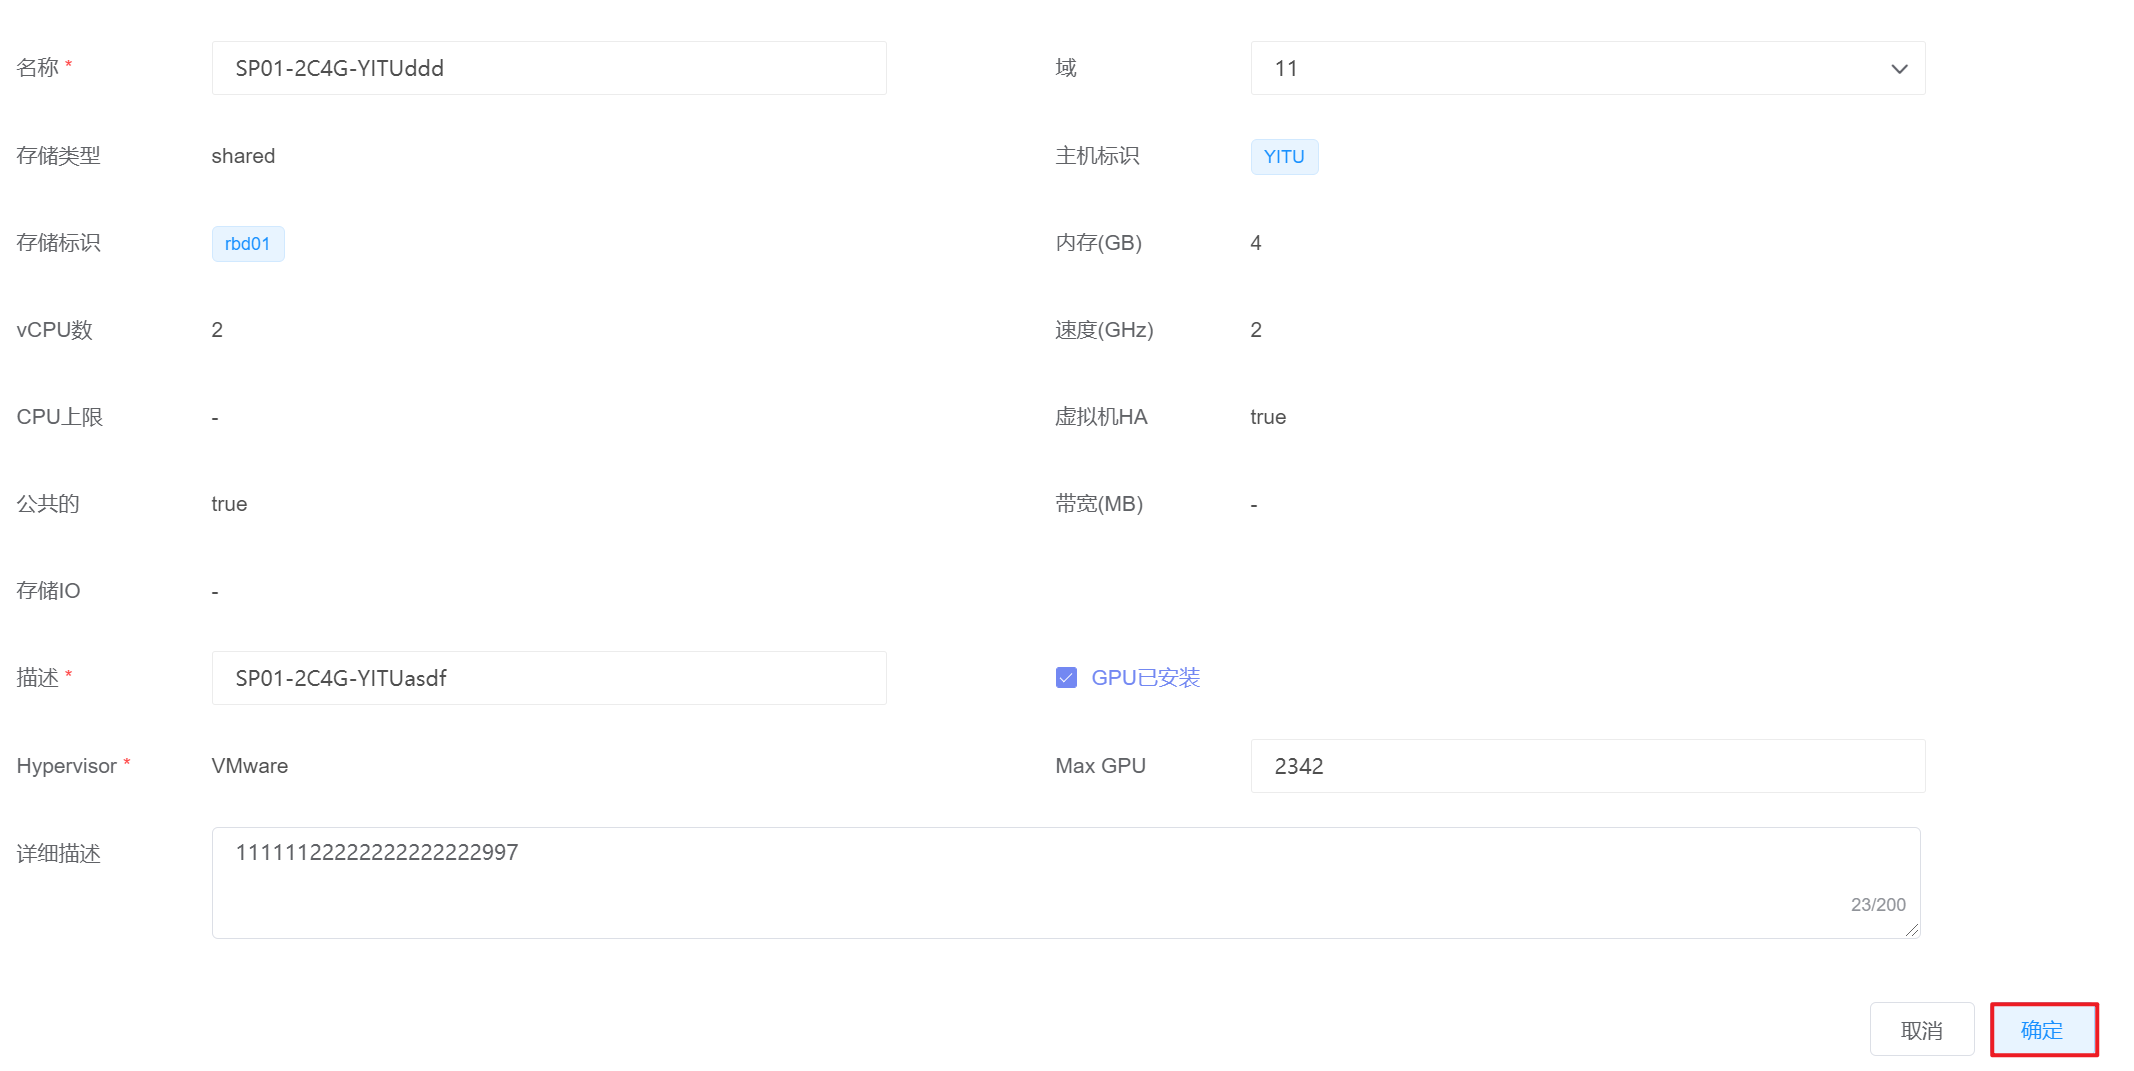 名称 * SP01-2C4G-YITUddd 域 11
存储类型 shared 主机标识 YITU
存储标识 rbd01 内存(GB) 4
vCPU数 2 速度(GHz) 2
CPU上限 - 虚拟机HA true
公共的 true 带宽(MB) -
存储IO -
描述 * SP01-2C4G-YITUasdf GPU已安装
Hypervisor * VMware Max GPU 2342
详细描述 11111122222222222222997
23/200
取消 确定